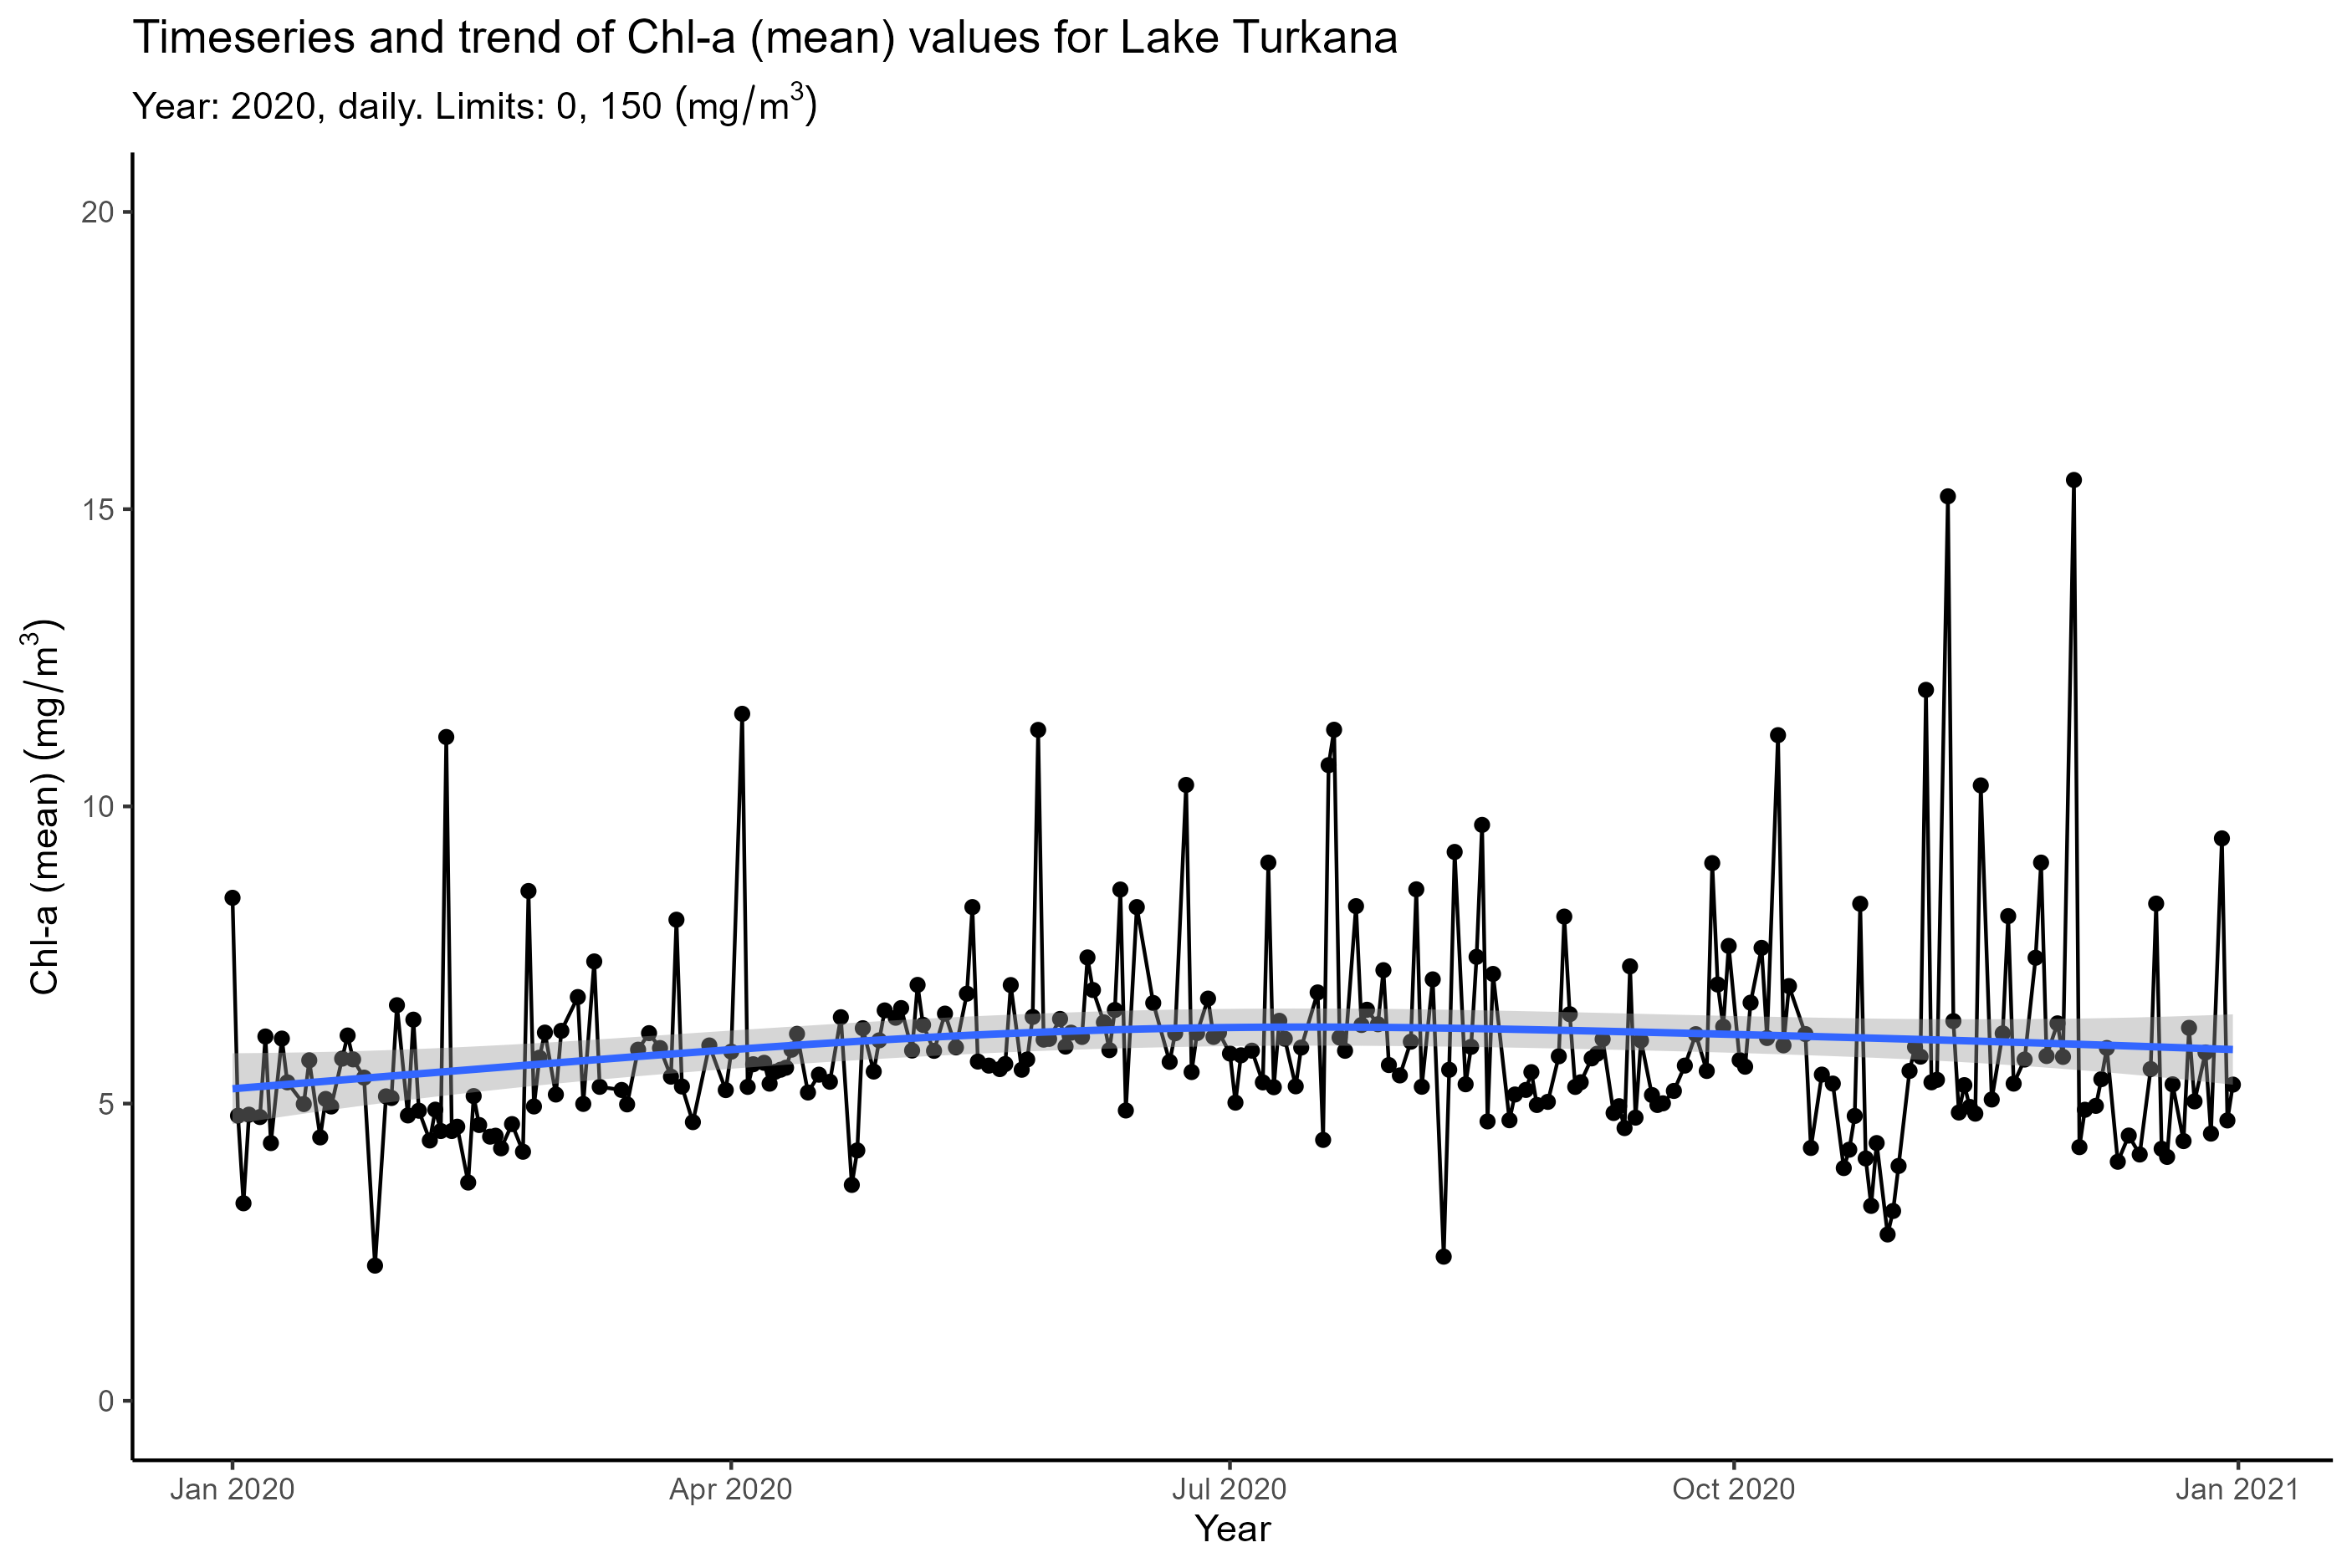 Timeseries and trend of Chl-a (mean) values for Lake Turkana
Year: 2020, daily. Limits: 0, 150 (mg/m³)
20
15
10
5
0
Chl-a (mean) (mg/m³)
Jan 2020 Apr 2020 Jul 2020 Oct 2020 Jan 2021
Year